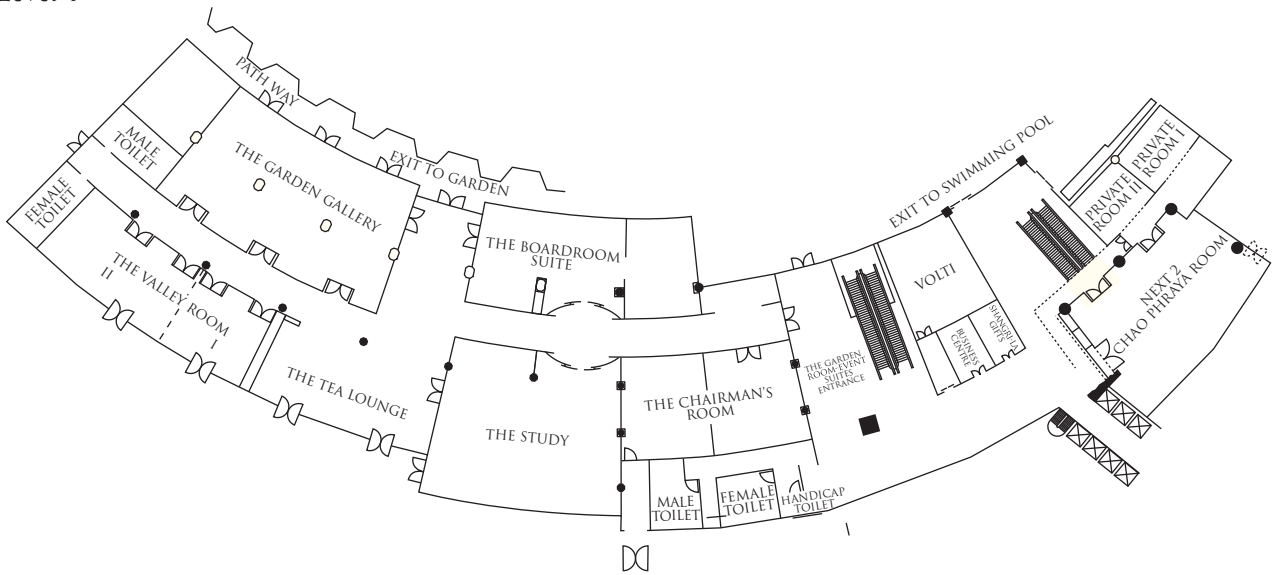 PATH WAY
MALE
TOILET
FEMALE
TOILET
THE GARDEN GALLERY
EXIT TO GARDEN
THE VALLEY ROOM
II
I
THE TEA LOUNGE
THE BOARDROOM
SUITE
THE STUDY
THE CHAIRMAN'S
ROOM
MALE
TOILET
FEMALE
TOILET
HANDICAP
TOILET
THE GARDEN
ROOM-EVENT
SUITES
ENTRANCE
VOLTI
BUSINESS
CENTRE
SHANGRI-LA
GIFTS
EXIT TO SWIMMING POOL
PRIVATE
ROOM I
PRIVATE
ROOM II
NEXT 2
CHAO PHRAYA ROOM